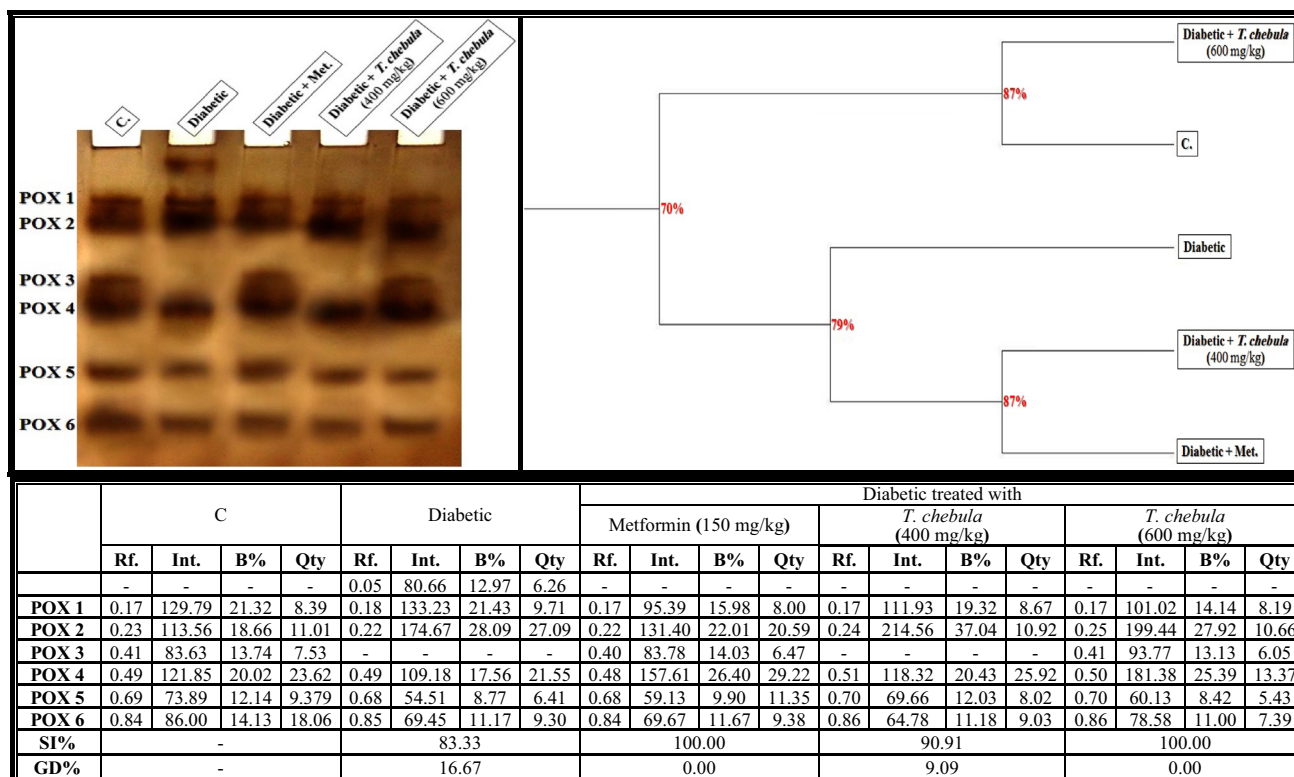 C.
Diabetic
Diabetic + Met.
Diabetic + T. chebula
(400 mg/kg)
Diabetic + T. chebula
(600 mg/kg)
POX 1
POX 2
POX 3
POX 4
POX 5
POX 6
Diabetic + T. chebula
(600 mg/kg)
87%
C.
70%
Diabetic
79%
Diabetic + T. chebula
(400 mg/kg)
87%
Diabetic + Met.
C Diabetic Diabetic treated with
Metformin (150 mg/kg) T. chebula (400 mg/kg) T. chebula (600 mg/kg)
Rf. Int. B% Qty Rf. Int. B% Qty Rf. Int. B% Qty Rf. Int. B% Qty Rf. Int. B% Qty
- - - - 0.05 80.66 12.97 6.26 - - - - - - - - - - - -
POX 1 0.17 129.79 21.32 8.39 0.18 133.23 21.43 9.71 0.17 95.39 15.98 8.00 0.17 111.93 19.32 8.67 0.17 101.02 14.14 8.19
POX 2 0.23 113.56 18.66 11.01 0.22 174.67 28.09 27.09 0.22 131.40 22.01 20.59 0.24 214.56 37.04 10.92 0.25 199.44 27.92 10.66
POX 3 0.41 83.63 13.74 7.53 - - - - 0.40 83.78 14.03 6.47 - - - - 0.41 93.77 13.13 6.05
POX 4 0.49 121.85 20.02 23.62 0.49 109.18 17.56 21.55 0.48 157.61 26.40 29.22 0.51 118.32 20.43 25.92 0.50 181.38 25.39 13.37
POX 5 0.69 73.89 12.14 9.379 0.68 54.51 8.77 6.41 0.68 59.13 9.90 11.35 0.70 69.66 12.03 8.02 0.70 60.13 8.42 5.43
POX 6 0.84 86.00 14.13 18.06 0.85 69.45 11.17 9.30 0.84 69.67 11.67 9.38 0.86 64.78 11.18 9.03 0.86 78.58 11.00 7.39
SI% - 83.33 100.00 90.91 100.00
GD% - 16.67 0.00 9.09 0.00